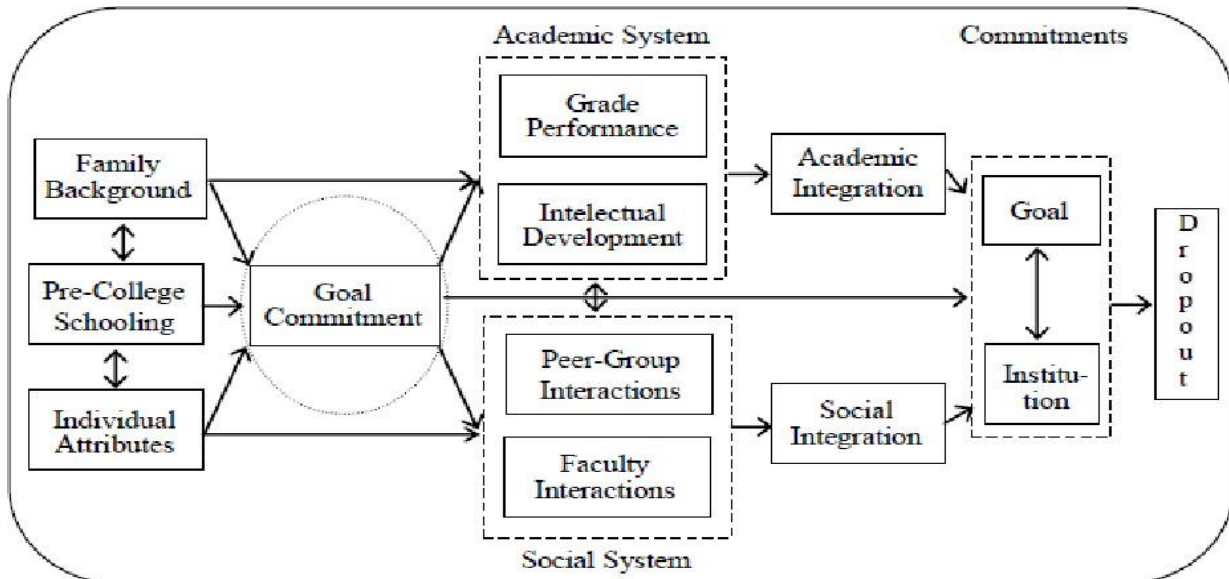 Academic System
Commitments
Grade
Performance
Family
Background
Academic
Integration
Intelectual
Development
Goal
Pre-College
Schooling
Goal
Commitment
Peer-Group
Interactions
Individual
Attributes
Social
Integration
Institu-
tion
Faculty
Interactions
Social System
D
r
o
p
o
u
t